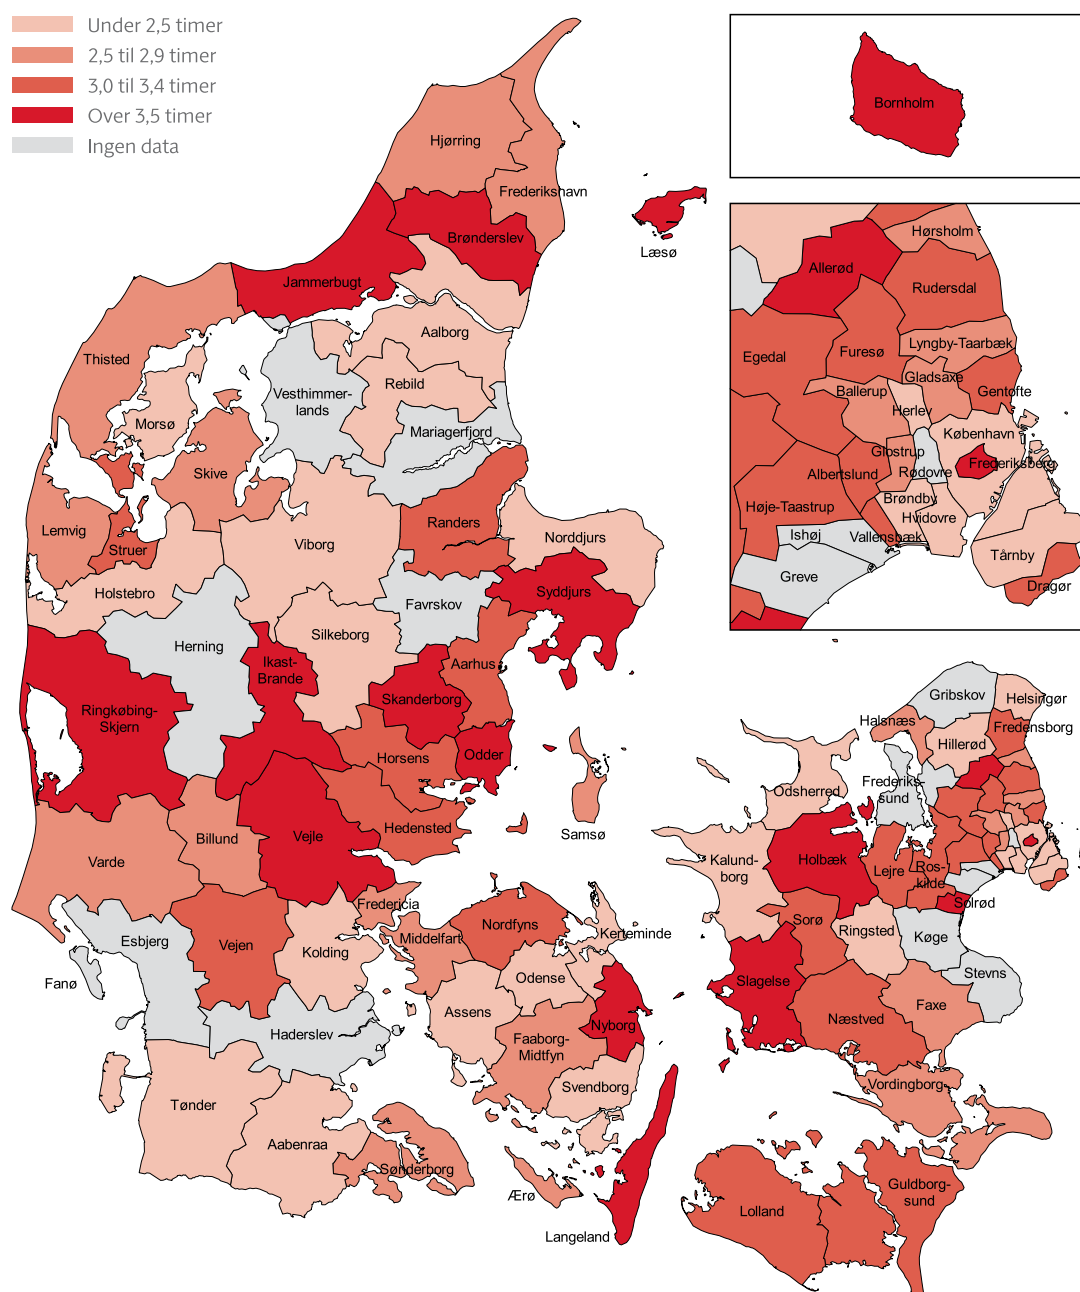 Under 2,5 timer
2,5 til 2,9 timer
3,0 til 3,4 timer
Over 3,5 timer
Ingen data
Bornholm
Hjørring
Frederikshavn
Brønderslev
Læsø
Jammerbugt
Aalborg
Thisted
Rebild
Vesthimmer-
lands
Morsø
Mariagerfjord
Skive
Lemvig
Struer
Randers
Viborg
Norddjurs
Holstebro
Favrskov
Syddjurs
Herning
Silkeborg
Ikast-
Brande
Aarhus
Skanderborg
Ringkøbing-
Skjern
Horsens
Odder
Hedensted
Samsø
Billund
Vejle
Varde
Fredericia
Vejen
Esbjerg
Kolding
Fanø
Haderslev
Tønder
Aabenraa
Sønderborg
Middelfart
Nordfyns
Kerteminde
Odense
Assens
Nyborg
Faaborg-
Midtfyn
Svendborg
Ærø
Langeland
Hørsholm
Allerød
Rudersdal
Egedal
Furesø
Lyngby-Taarbæk
Gladsaxe
Ballerup
Gentofte
Herlev
København
Glostrup
Frederiksberg
Albertslund
Rødovre
Brøndby
Høje-Taastrup
Hvidovre
Ishøj
Vallensbæk
Tårnby
Greve
Dragør
Gribskov
Helsingør
Halsnæs
Fredensborg
Hillerød
Frederiks-
sund
Odsherred
Holbæk
Kalund-
borg
Lejre
Ros-
kilde
Solrød
Sorø
Ringsted
Køge
Stevns
Slagelse
Faxe
Næstved
Vordingborg
Guldborg-
sund
Lolland